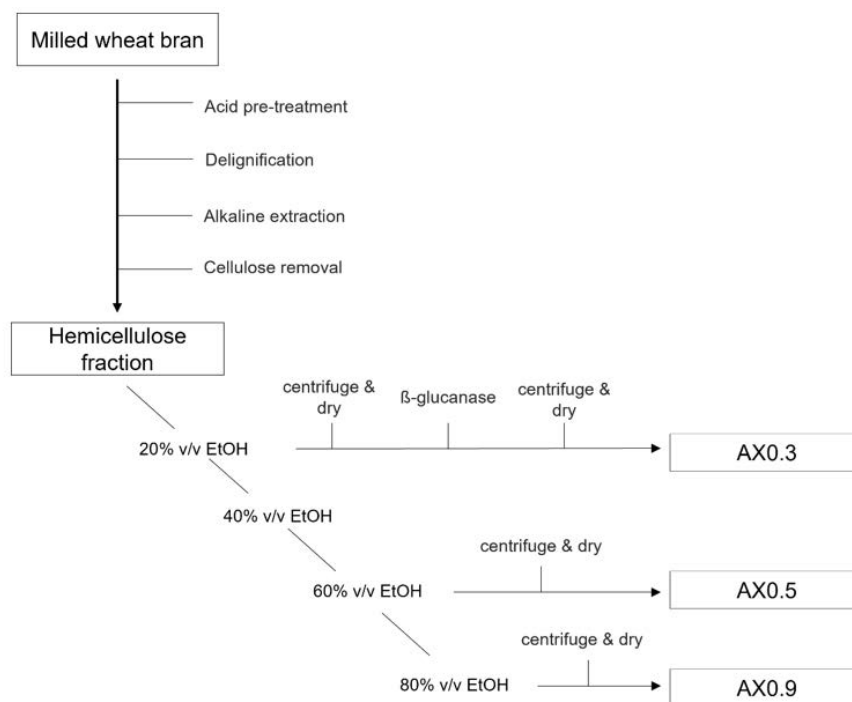 Milled wheat bran
Acid pre-treatment
Delignification
Alkaline extraction
Cellulose removal
Hemicellulose
fraction
centrifuge &
dry
ß-glucanase
centrifuge &
dry
20% v/v EtOH
AX0.3
40% v/v EtOH
centrifuge & dry
60% v/v EtOH
AX0.5
centrifuge & dry
80% v/v EtOH
AX0.9